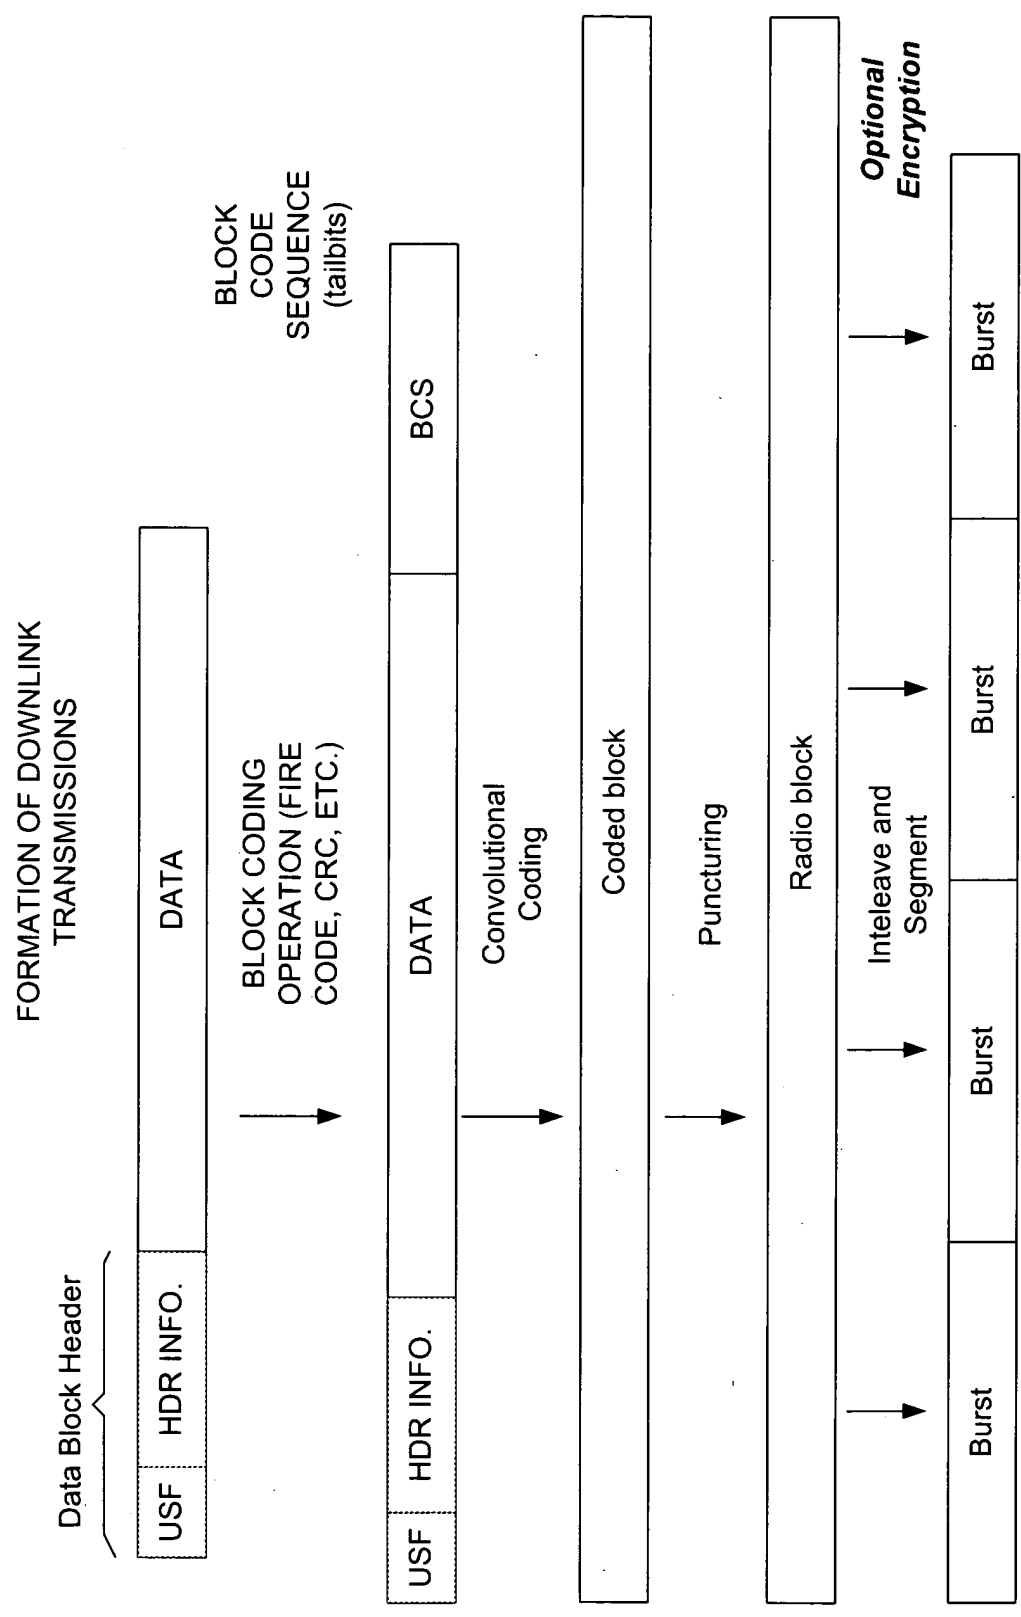 FORMATION OF DOWNLINK
TRANSMISSIONS
Data Block Header
USF
HDR INFO.
DATA
BLOCK CODING
OPERATION (FIRE
CODE, CRC, ETC.)
BLOCK
CODE
SEQUENCE
(tailbits)
USF
HDR INFO.
DATA
BCS
Convolutional
Coding
Coded block
Puncturing
Radio block
Inteleave and
Segment
Optional
Encryption
Burst
Burst
Burst
Burst